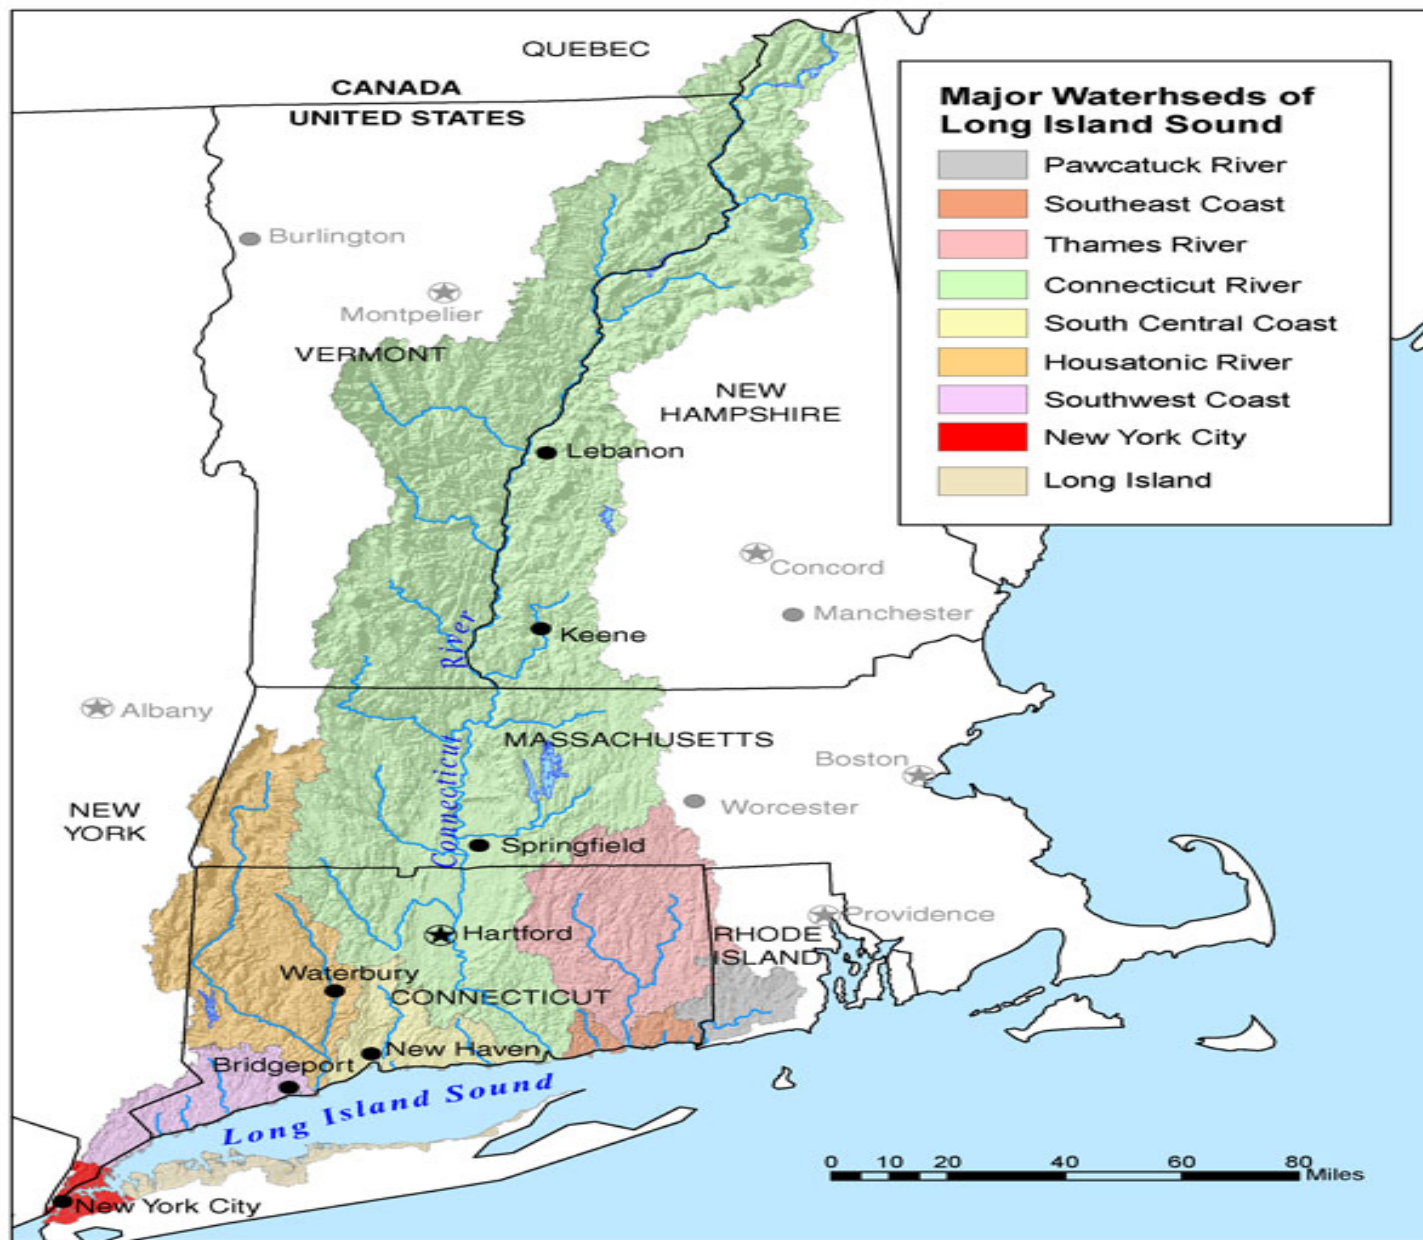 QUEBEC
CANADA
UNITED STATES
Major Waterhseds of
Long Island Sound
Pawcatuck River
Southeast Coast
Thames River
Connecticut River
South Central Coast
Housatonic River
Southwest Coast
New York City
Long Island
Burlington
Montpelier
VERMONT
NEW
HAMPSHIRE
Lebanon
Concord
Manchester
Keene
Connecticut River
Albany
MASSACHUSETTS
Boston
NEW
YORK
Worcester
Springfield
Providence
Hartford
RHODE
ISLAND
Waterbury
CONNECTICUT
New Haven
Bridgeport
Long Island Sound
New York City
0 10 20 40 60 80
Miles